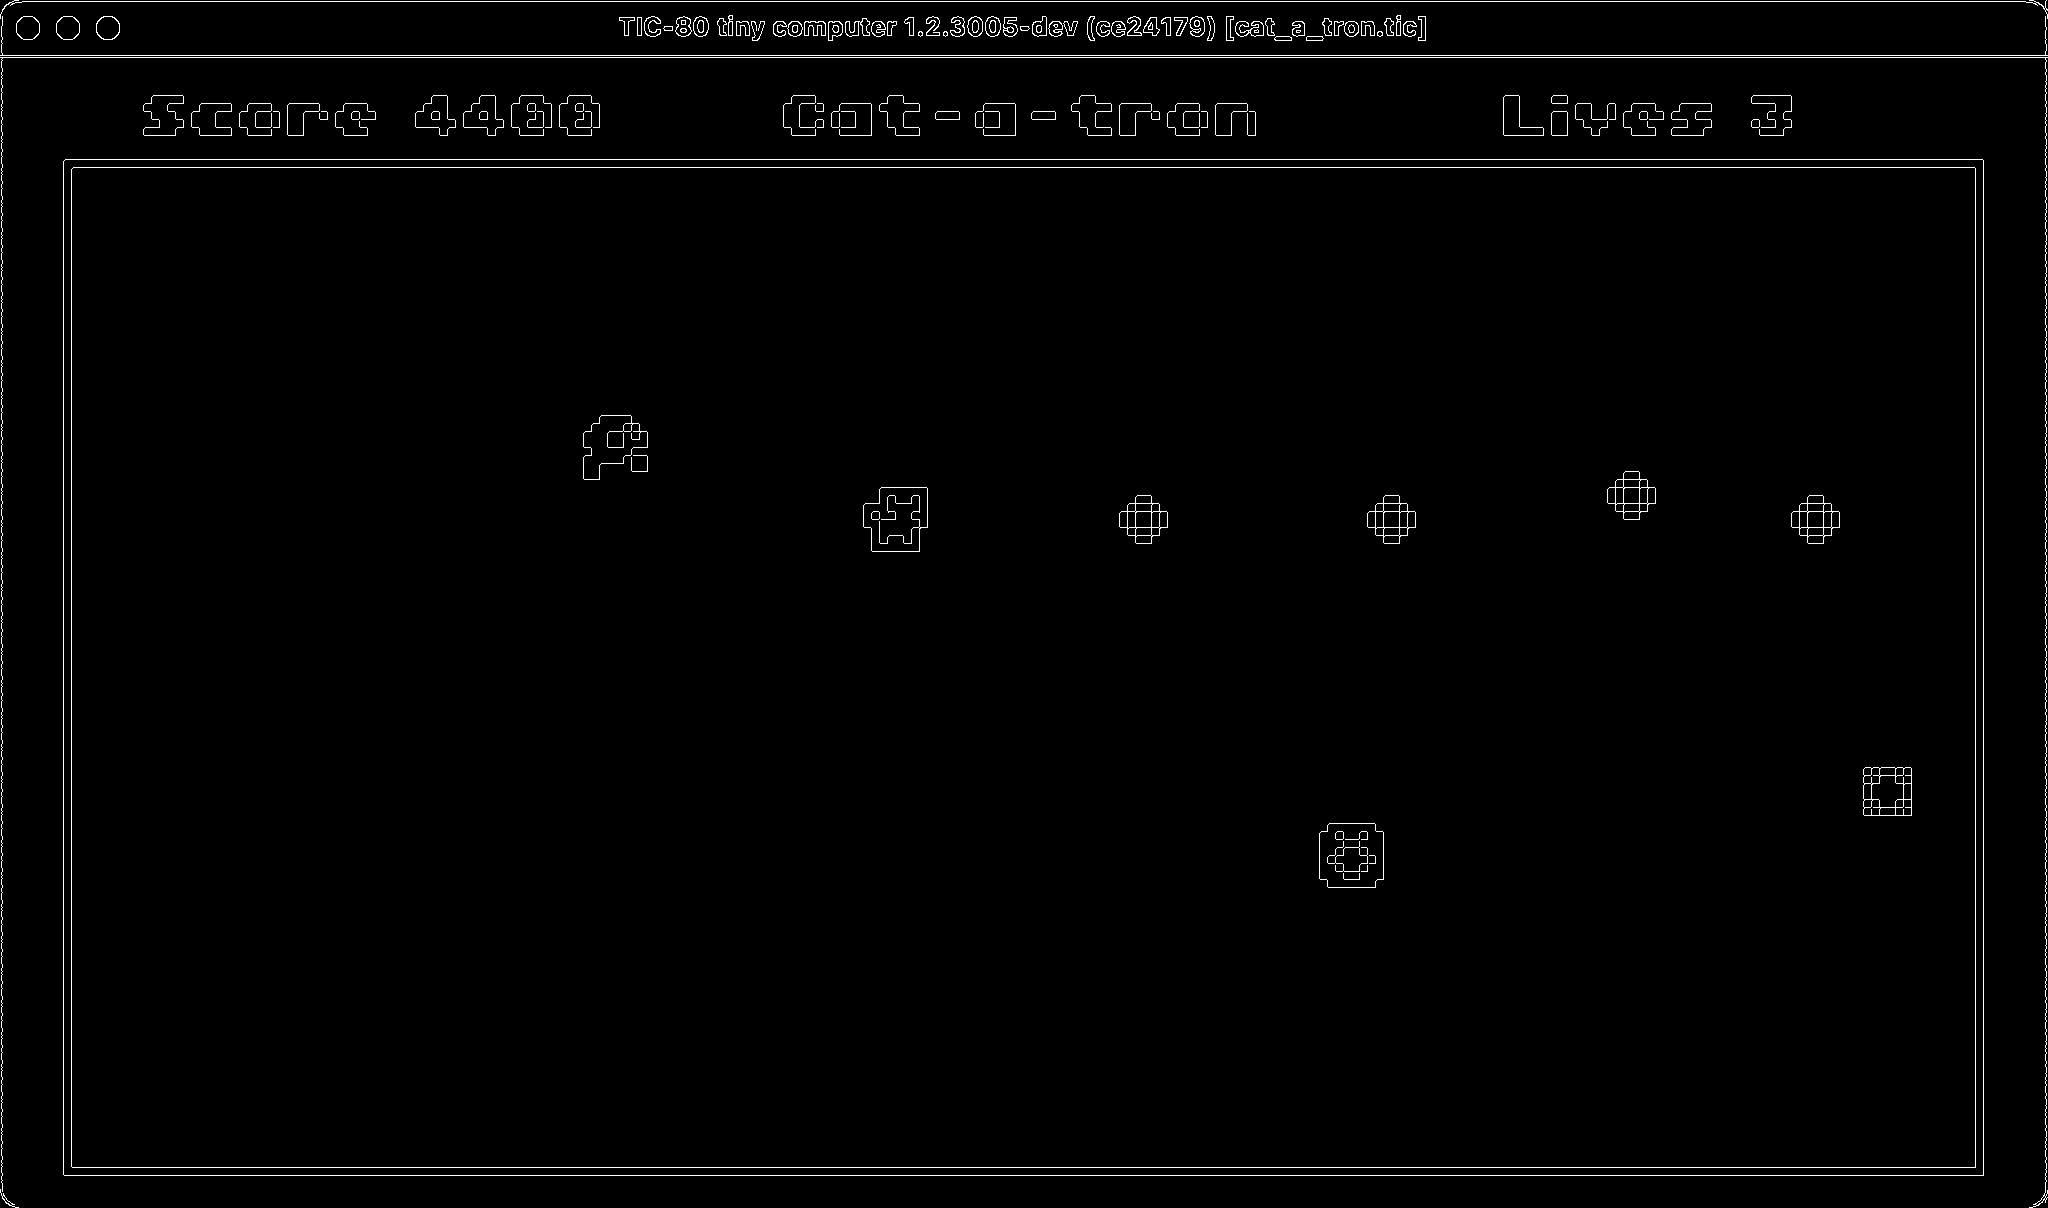 TIC-80 tiny computer 1.2.3005-dev (ce24179) [cat_a_tron.tic]
Score 4400 Cat-a-tron Lives 3